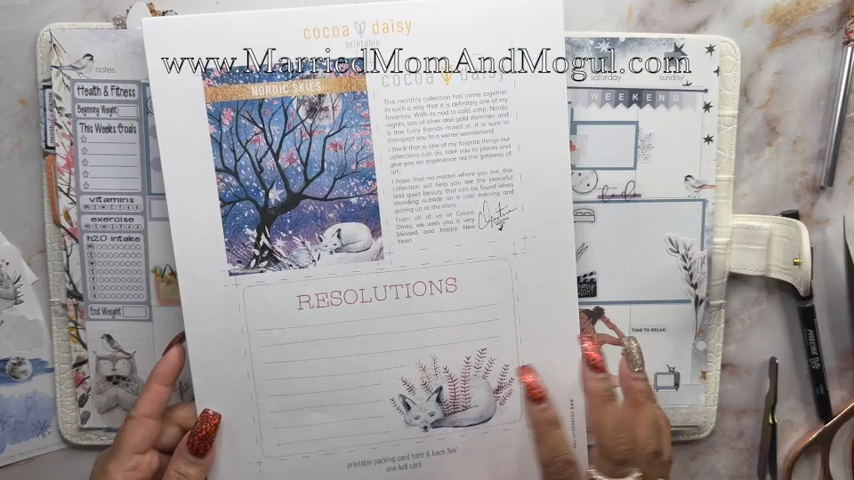 cocoa daisy
printable
www.MarriedMomAndMogul.com
NORDIC SKIES
cocoa daisy
This month's collection has come together
in such a way that it is definitely one of my
favorites. With its nod to cold, crisp, Nordic
nights, bits of silver and gold shimmer, and
a few furry friends mixed in, it is sure to
transport you to a winter wonderland.
I think that is one of my favorite things our
collections can do, take you to places and
give you an experience via the gateway of
art.
I hope that no matter where you live, this
collection will help you see the peaceful
and quiet beauty that can be found when
standing outside on a cold evening and
gazing up at the stars.
From all of us at Cocoa
Daisy, we wish you a very
blessed and happy New
Year!
RESOLUTIONS
printable packing card front & back 3x4"
one 4x6 card
notes
Health & Fitness
Beginning Weight:
This Weeks Goals
vitamins
exercise
h2o intake
End Weight
saturday
sunday
WEEKEND
TIME TO RELAX